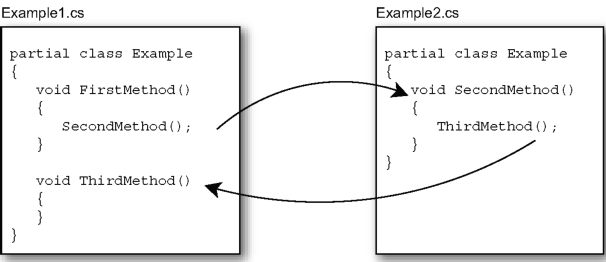 Example1.cs
partial class Example
{
void FirstMethod()
{
SecondMethod();
}
void ThirdMethod()
{
}
}
Example2.cs
partial class Example
{
void SecondMethod()
{
ThirdMethod();
}
}